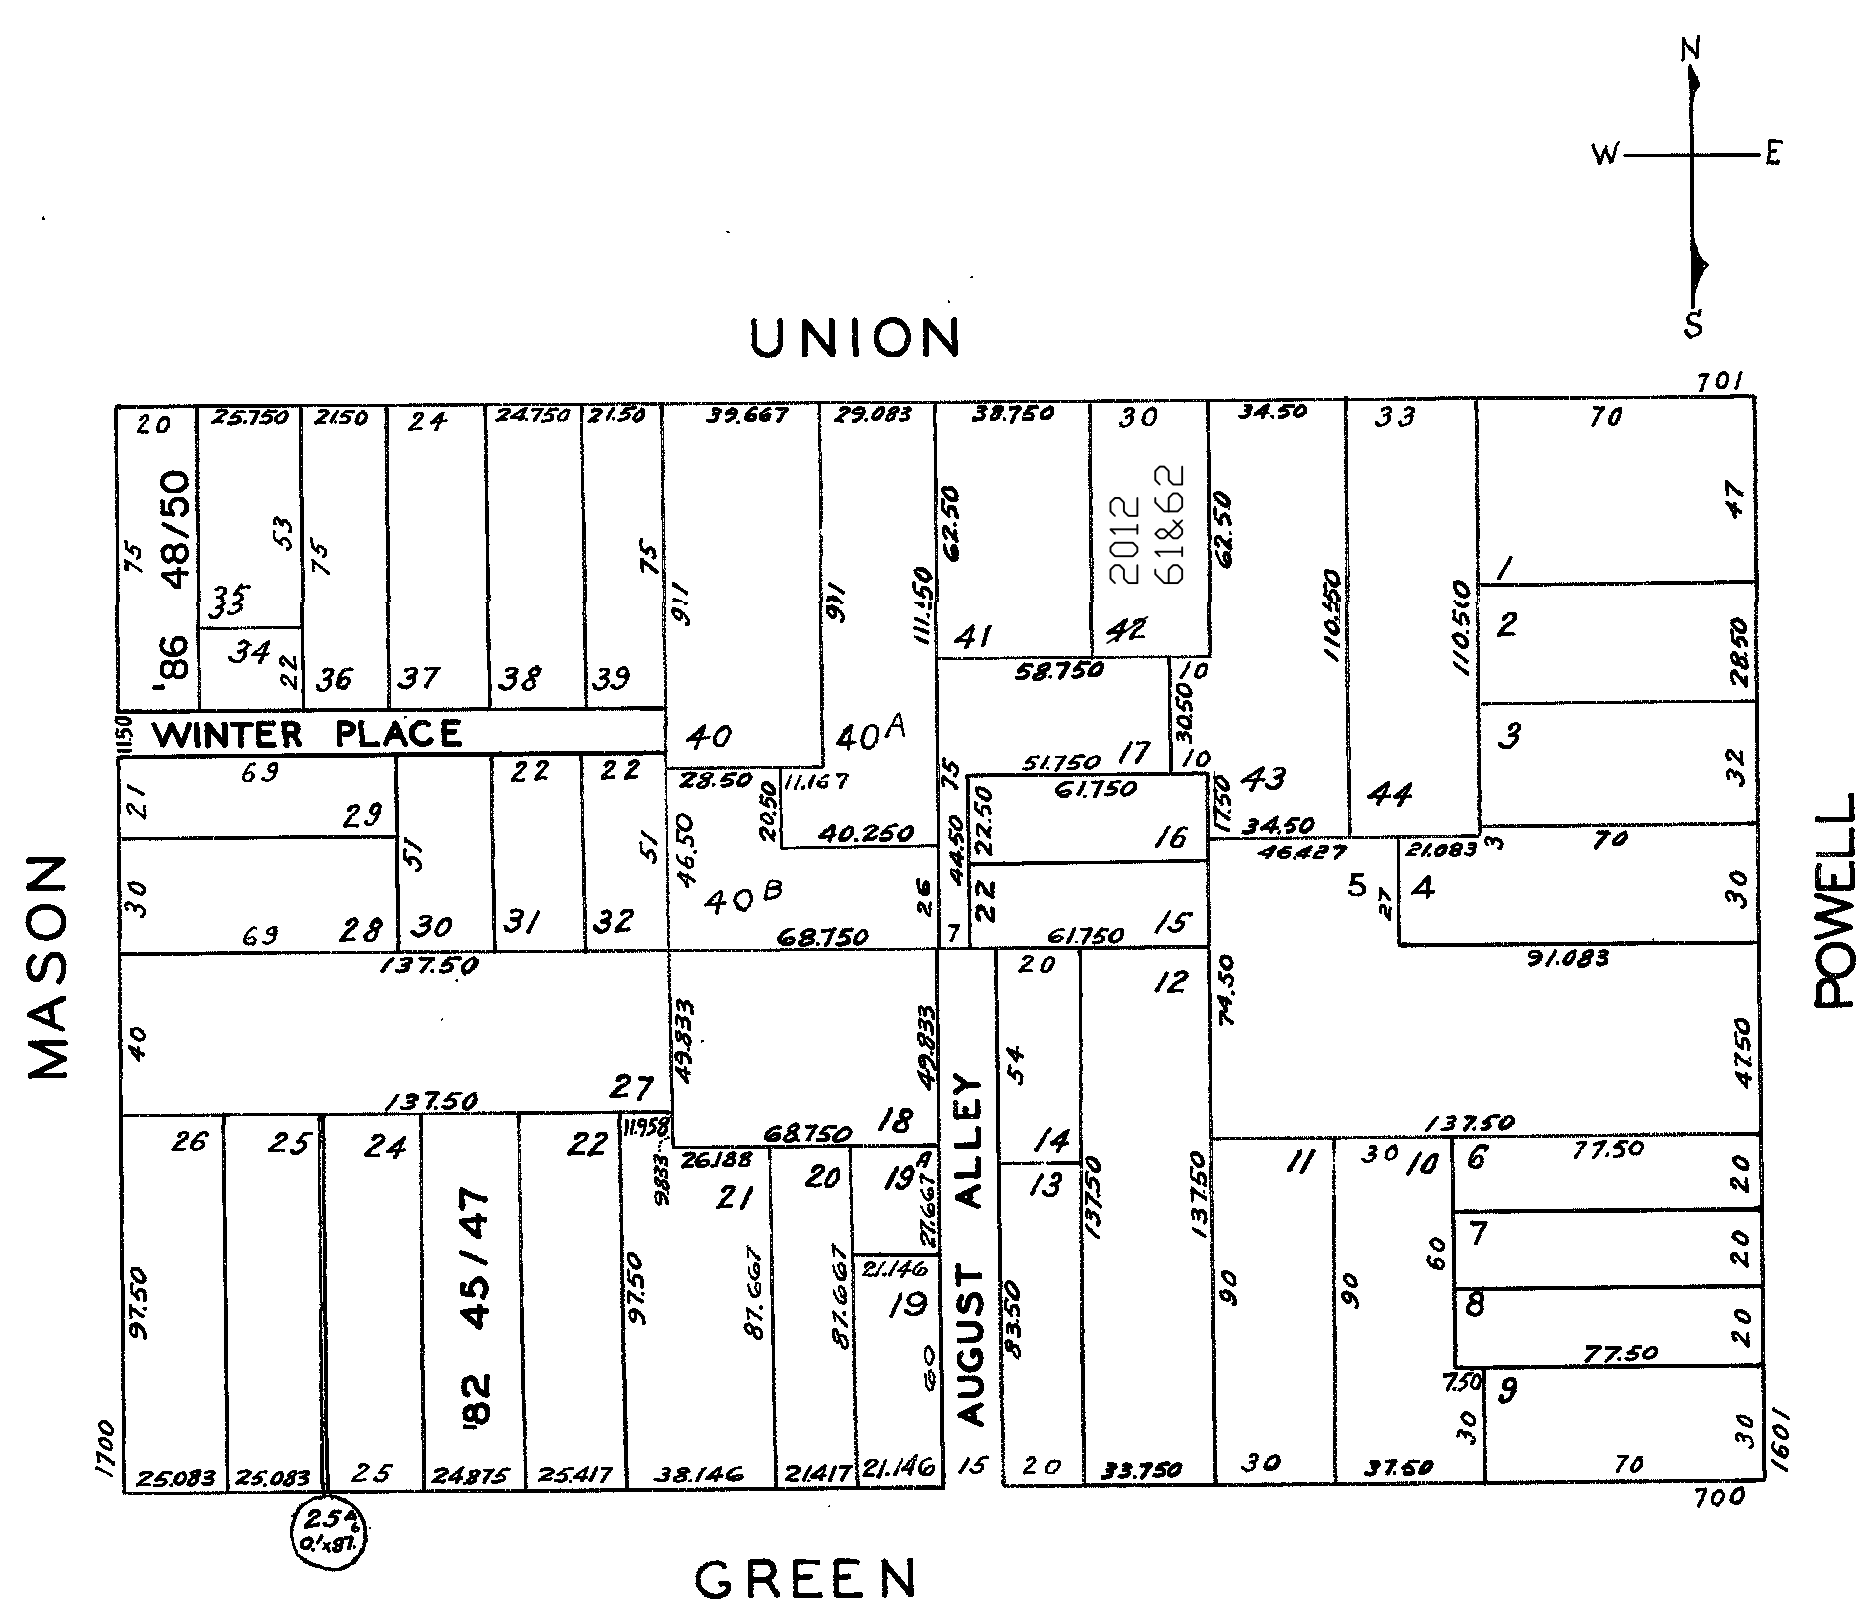 N
W E
S
UNION
701
20 25.750 21.50 24 24.750 21.50 39.667 29.083 38.750 30 34.50 33 70
75 '86 48/50 53 75 75 62.50 2012 61&62 62.50 47
35 116 116 111.50 110.50 110.50 1
34 22 36 37 38 39 41 42 2 28.50
58.750 10
11.50 WINTER PLACE 40 40A 30.50 3
51.750 17 10
69 22 22 28.50 11.167 75 61.750 43 44 32
21 29 20.50 22.50 17.50
51 51 46.50 40.250 44.50 16 34.50 3 70
46.427 21.083
MASON
POWELL
30 40B 26 22 5 27 4 30
69 28 30 31 32 68.750 7 61.750 15
137.50 20 12 74.50 91.083
40 49.833 49.833 54 47.50
137.50 27 68.750 18 14 137.50
26 25 24 22 11.958 26.188 11 30 10 6 77.50
9.833 21 20 19A 27.667 13 137.50 137.50 20
'82 45/47 7 60 20
97.50 97.50 87.667 87.667 21.146 90 90
19 83.50 8 20
60 77.50
AUGUST ALLEY
7.50 9
1700 30 30 1601
25.083 25.083 25 24.875 25.417 38.146 21.417 21.146 15 20 33.750 30 37.50 70
700
25A
GREEN